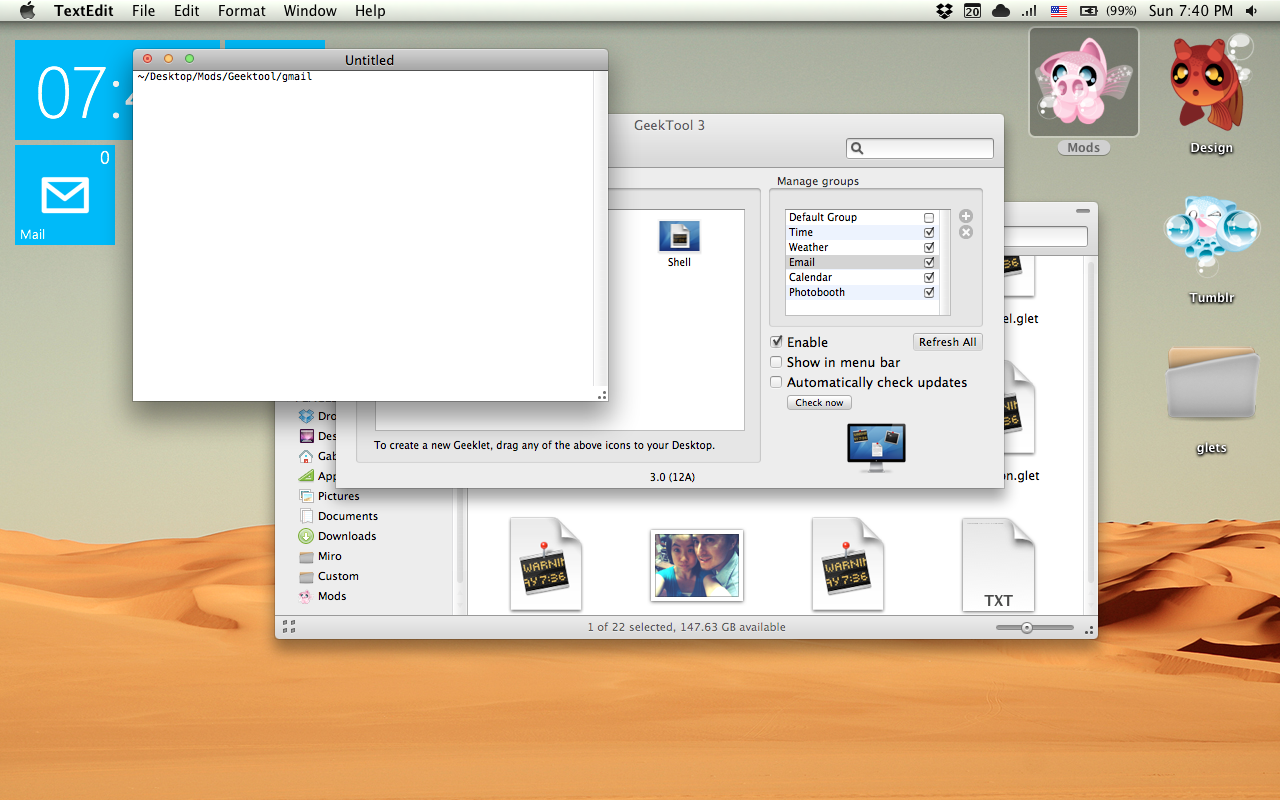 TextEdit File Edit Format Window Help 20 (99%) Sun 7:40 PM
07:
0
Mail
Untitled
~/Desktop/Mods/Geektool/gmail
GeekTool 3
Manage groups
Default Group
Time
Weather
Email
Calendar
Photobooth
Shell
Enable
Refresh All
Show in menu bar
Automatically check updates
Check now
To create a new Geeklet, drag any of the above icons to your Desktop.
3.0 (12A)
Mods
Design
Tumblr
glets
el.glet
on.glet
Dro
Des
Gab
App
Pictures
Documents
Downloads
Miro
Custom
Mods
WARNIN
AY 7:36
WARNIN
AY 7:36
TXT
1 of 22 selected, 147.63 GB available